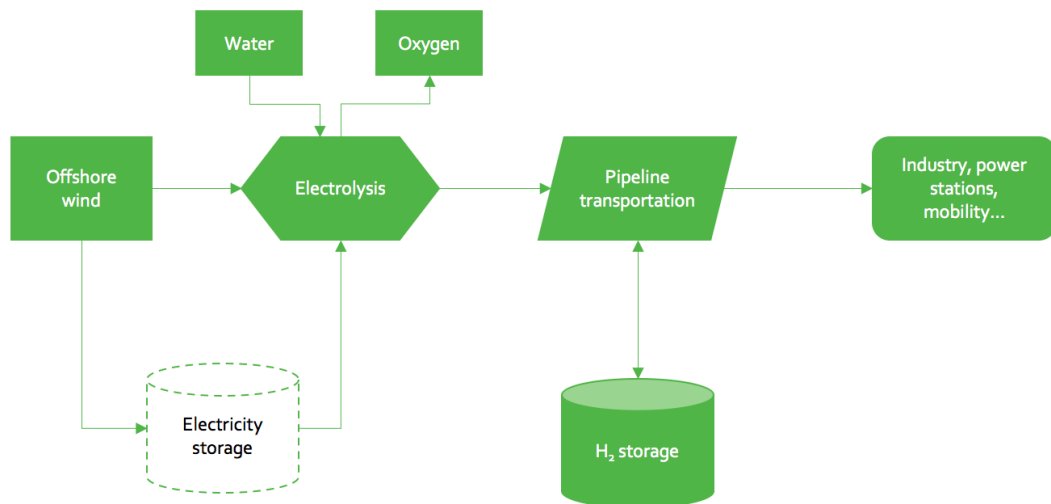 Water
Oxygen
Offshore
wind
Electrolysis
Pipeline
transportation
Industry, power
stations,
mobility...
Electricity
storage
H₂ storage